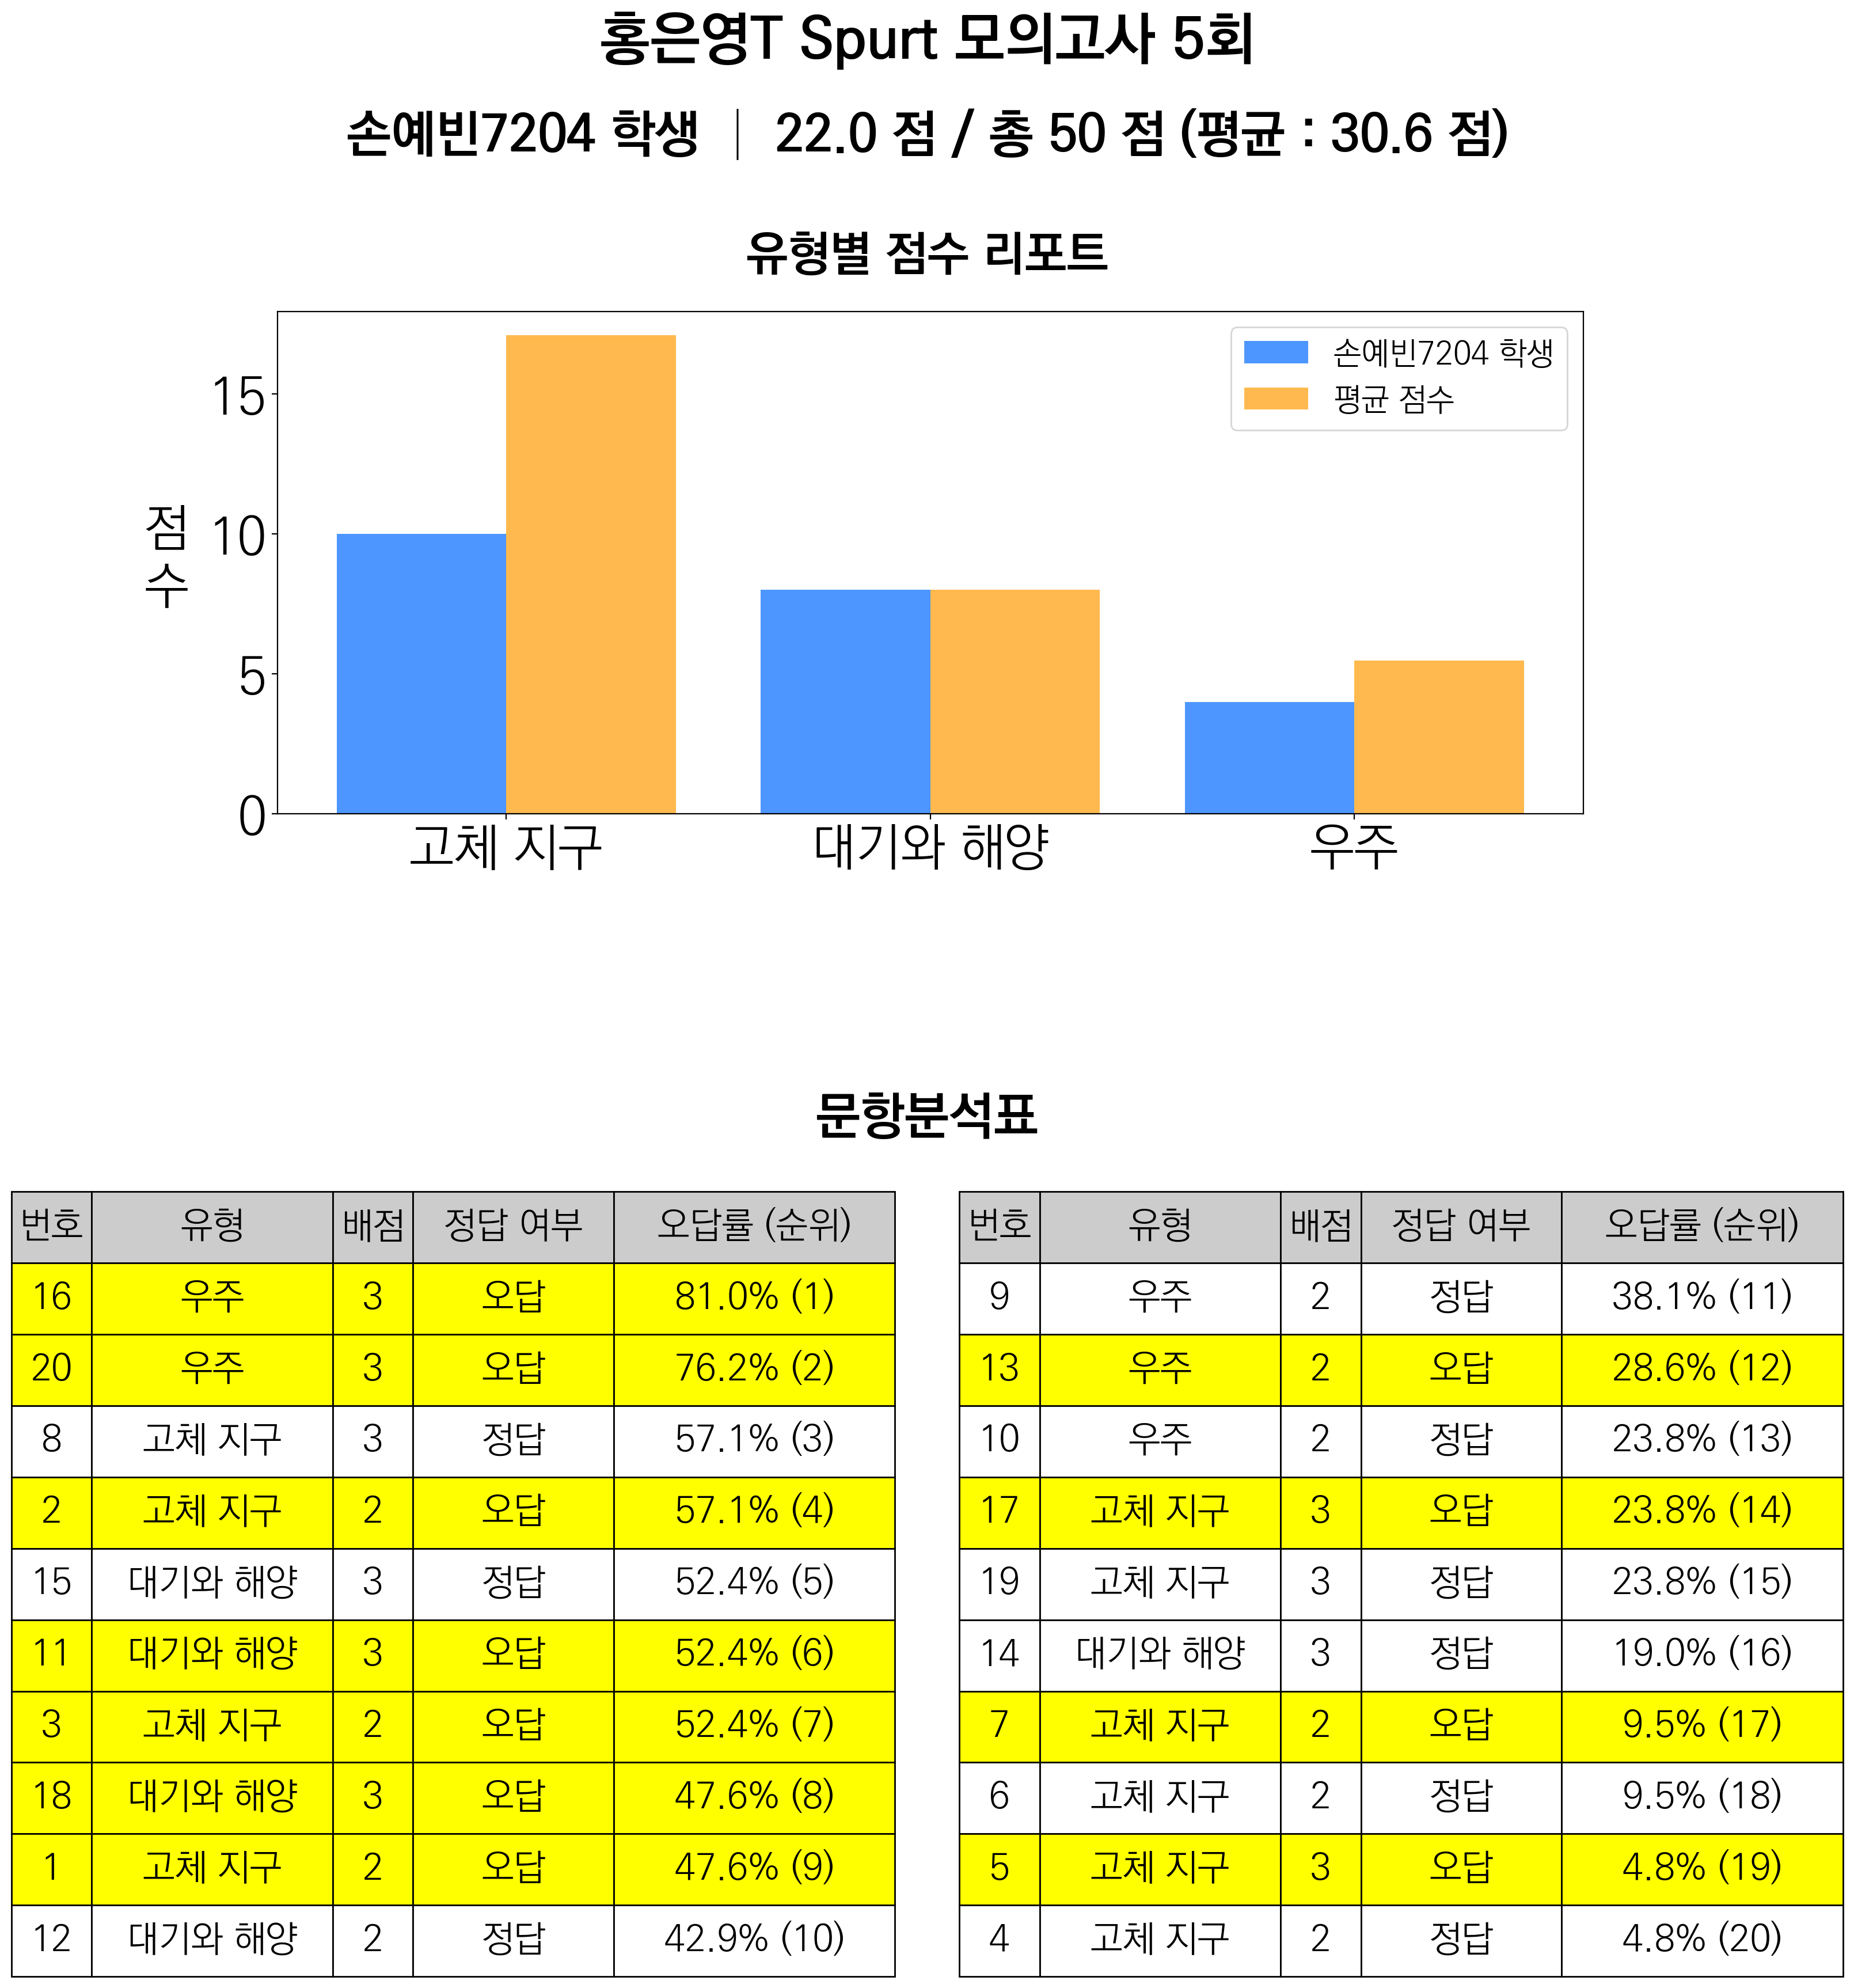 홍은영T Spurt 모의고사 5회
손예빈7204 학생 | 22.0 점 / 총 50 점 (평균 : 30.6 점)
유형별 점수 리포트
손예빈7204 학생
평균 점수
점수
15
10
5
0
고체 지구 대기와 해양 우주
문항분석표
번호 유형 배점 정답 여부 오답률 (순위)
16 우주 3 오답 81.0% (1)
20 우주 3 오답 76.2% (2)
8 고체 지구 3 정답 57.1% (3)
2 고체 지구 2 오답 57.1% (4)
15 대기와 해양 3 정답 52.4% (5)
11 대기와 해양 3 오답 52.4% (6)
3 고체 지구 2 오답 52.4% (7)
18 대기와 해양 3 오답 47.6% (8)
1 고체 지구 2 오답 47.6% (9)
12 대기와 해양 2 정답 42.9% (10)
번호 유형 배점 정답 여부 오답률 (순위)
9 우주 2 정답 38.1% (11)
13 우주 2 오답 28.6% (12)
10 우주 2 정답 23.8% (13)
17 고체 지구 3 오답 23.8% (14)
19 고체 지구 3 정답 23.8% (15)
14 대기와 해양 3 정답 19.0% (16)
7 고체 지구 2 오답 9.5% (17)
6 고체 지구 2 정답 9.5% (18)
5 고체 지구 3 오답 4.8% (19)
4 고체 지구 2 정답 4.8% (20)